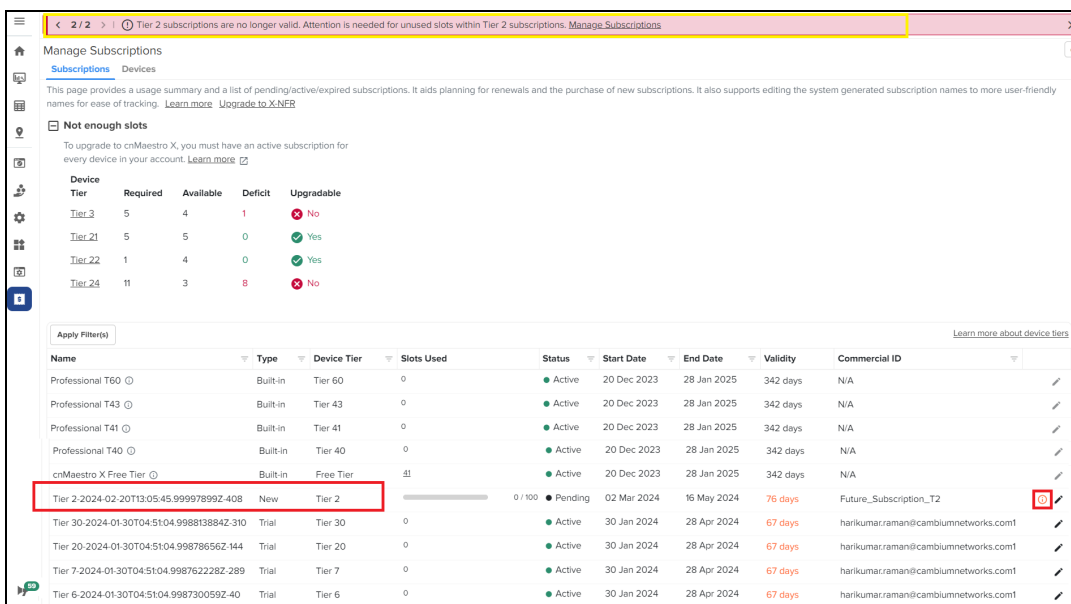 2 / 2 | Tier 2 subscriptions are no longer valid. Attention is needed for unused slots within Tier 2 subscriptions. Manage Subscriptions
Manage Subscriptions
Subscriptions Devices
This page provides a usage summary and a list of pending/active/expired subscriptions. It aids planning for renewals and the purchase of new subscriptions. It also supports editing the system generated subscription names to more user-friendly
names for ease of tracking. Learn more Upgrade to X-NFR
Not enough slots
To upgrade to cnMaestro X, you must have an active subscription for
every device in your account. Learn more
Device
Tier Required Available Deficit Upgradable
Tier 3 5 4 1 No
Tier 21 5 5 0 Yes
Tier 22 1 4 0 Yes
Tier 24 11 3 8 No
Apply Filter(s) Learn more about device tiers
Name Type Device Tier Slots Used Status Start Date End Date Validity Commercial ID
Professional T60 Built-in Tier 60 0 Active 20 Dec 2023 28 Jan 2025 342 days N/A
Professional T43 Built-in Tier 43 0 Active 20 Dec 2023 28 Jan 2025 342 days N/A
Professional T41 Built-in Tier 41 0 Active 20 Dec 2023 28 Jan 2025 342 days N/A
Professional T40 Built-in Tier 40 0 Active 20 Dec 2023 28 Jan 2025 342 days N/A
cnMaestro X Free Tier Built-in Free Tier 41 Active 20 Dec 2023 28 Jan 2025 342 days N/A
Tier 2-2024-02-20T13:05:45.99997899Z-408 New Tier 2 0 / 100 Pending 02 Mar 2024 16 May 2024 76 days Future_Subscription_T2
Tier 30-2024-01-30T04:51:04.998813884Z-310 Trial Tier 30 0 Active 30 Jan 2024 28 Apr 2024 67 days harikumar.raman@cambiumnetworks.com1
Tier 20-2024-01-30T04:51:04.99878656Z-144 Trial Tier 20 0 Active 30 Jan 2024 28 Apr 2024 67 days harikumar.raman@cambiumnetworks.com1
Tier 7-2024-01-30T04:51:04.998762228Z-289 Trial Tier 7 0 Active 30 Jan 2024 28 Apr 2024 67 days harikumar.raman@cambiumnetworks.com1
59
Tier 6-2024-01-30T04:51:04.998730059Z-40 Trial Tier 6 0 Active 30 Jan 2024 28 Apr 2024 67 days harikumar.raman@cambiumnetworks.com1